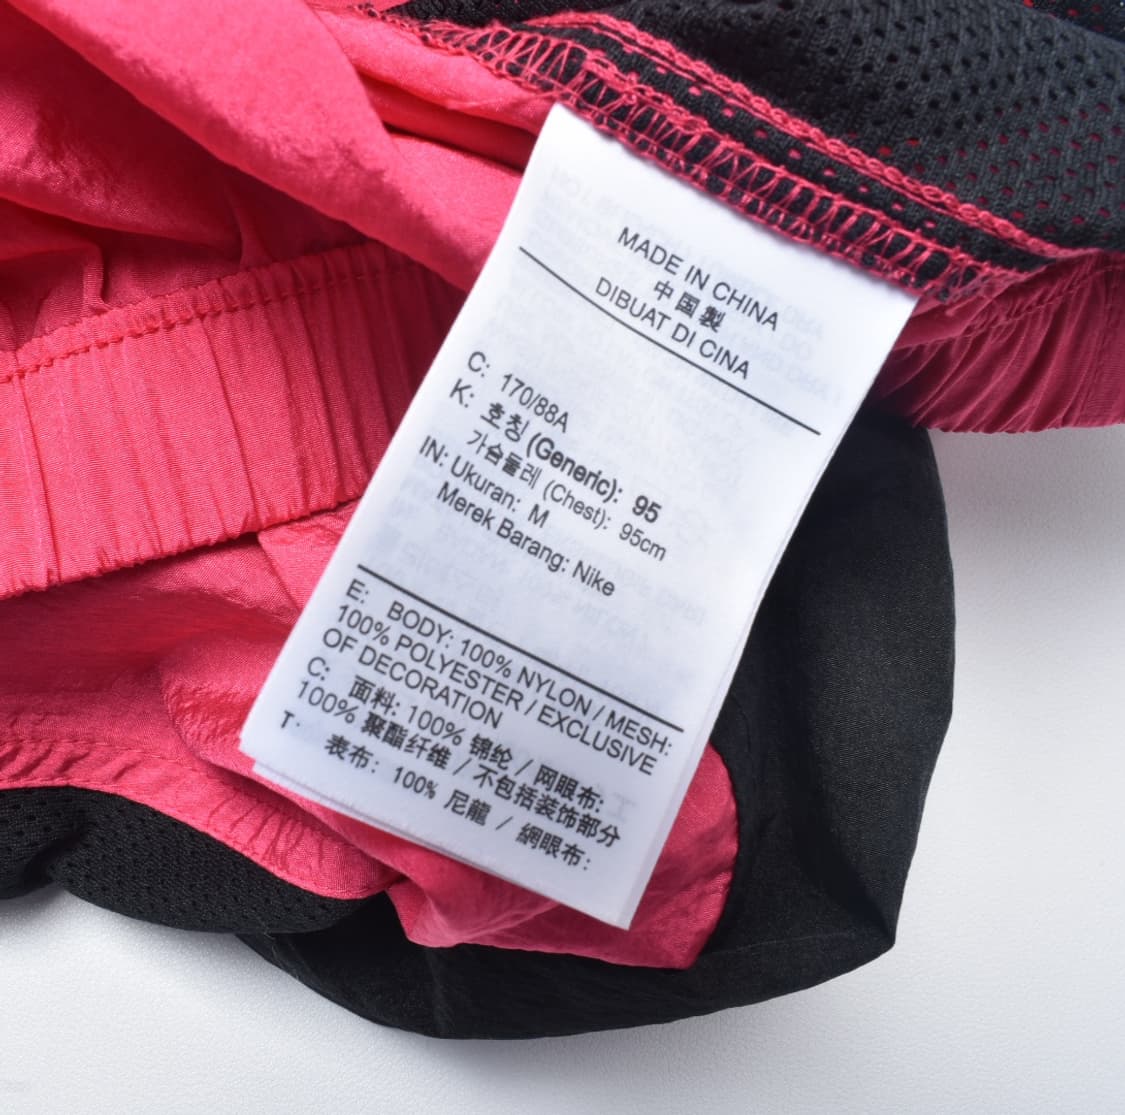 MADE IN CHINA
中国製
DIBUAT DI CINA
C: 170/88A
K: 호칭 (Generic): 95
가슴둘레 (Chest): 95cm
IN: Ukuran: M
Merek Barang: Nike
E: BODY: 100% NYLON / MESH:
100% POLYESTER / EXCLUSIVE
OF DECORATION
C: 面料: 100% 锦纶 / 网眼布:
100% 聚酯纤维 / 不包括装饰部分
T: 表布: 100% 尼龍 / 網眼布: